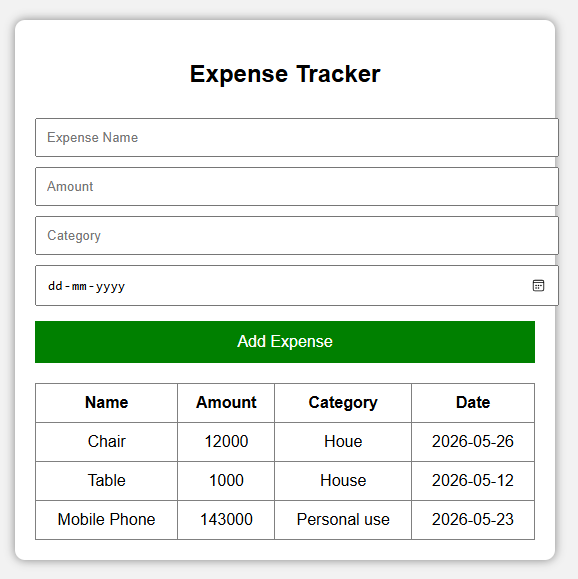 Expense Tracker
Expense Name
Amount
Category
dd-mm-yyyy
Add Expense
Name Amount Category Date
Chair 12000 Houe 2026-05-26
Table 1000 House 2026-05-12
Mobile Phone 143000 Personal use 2026-05-23